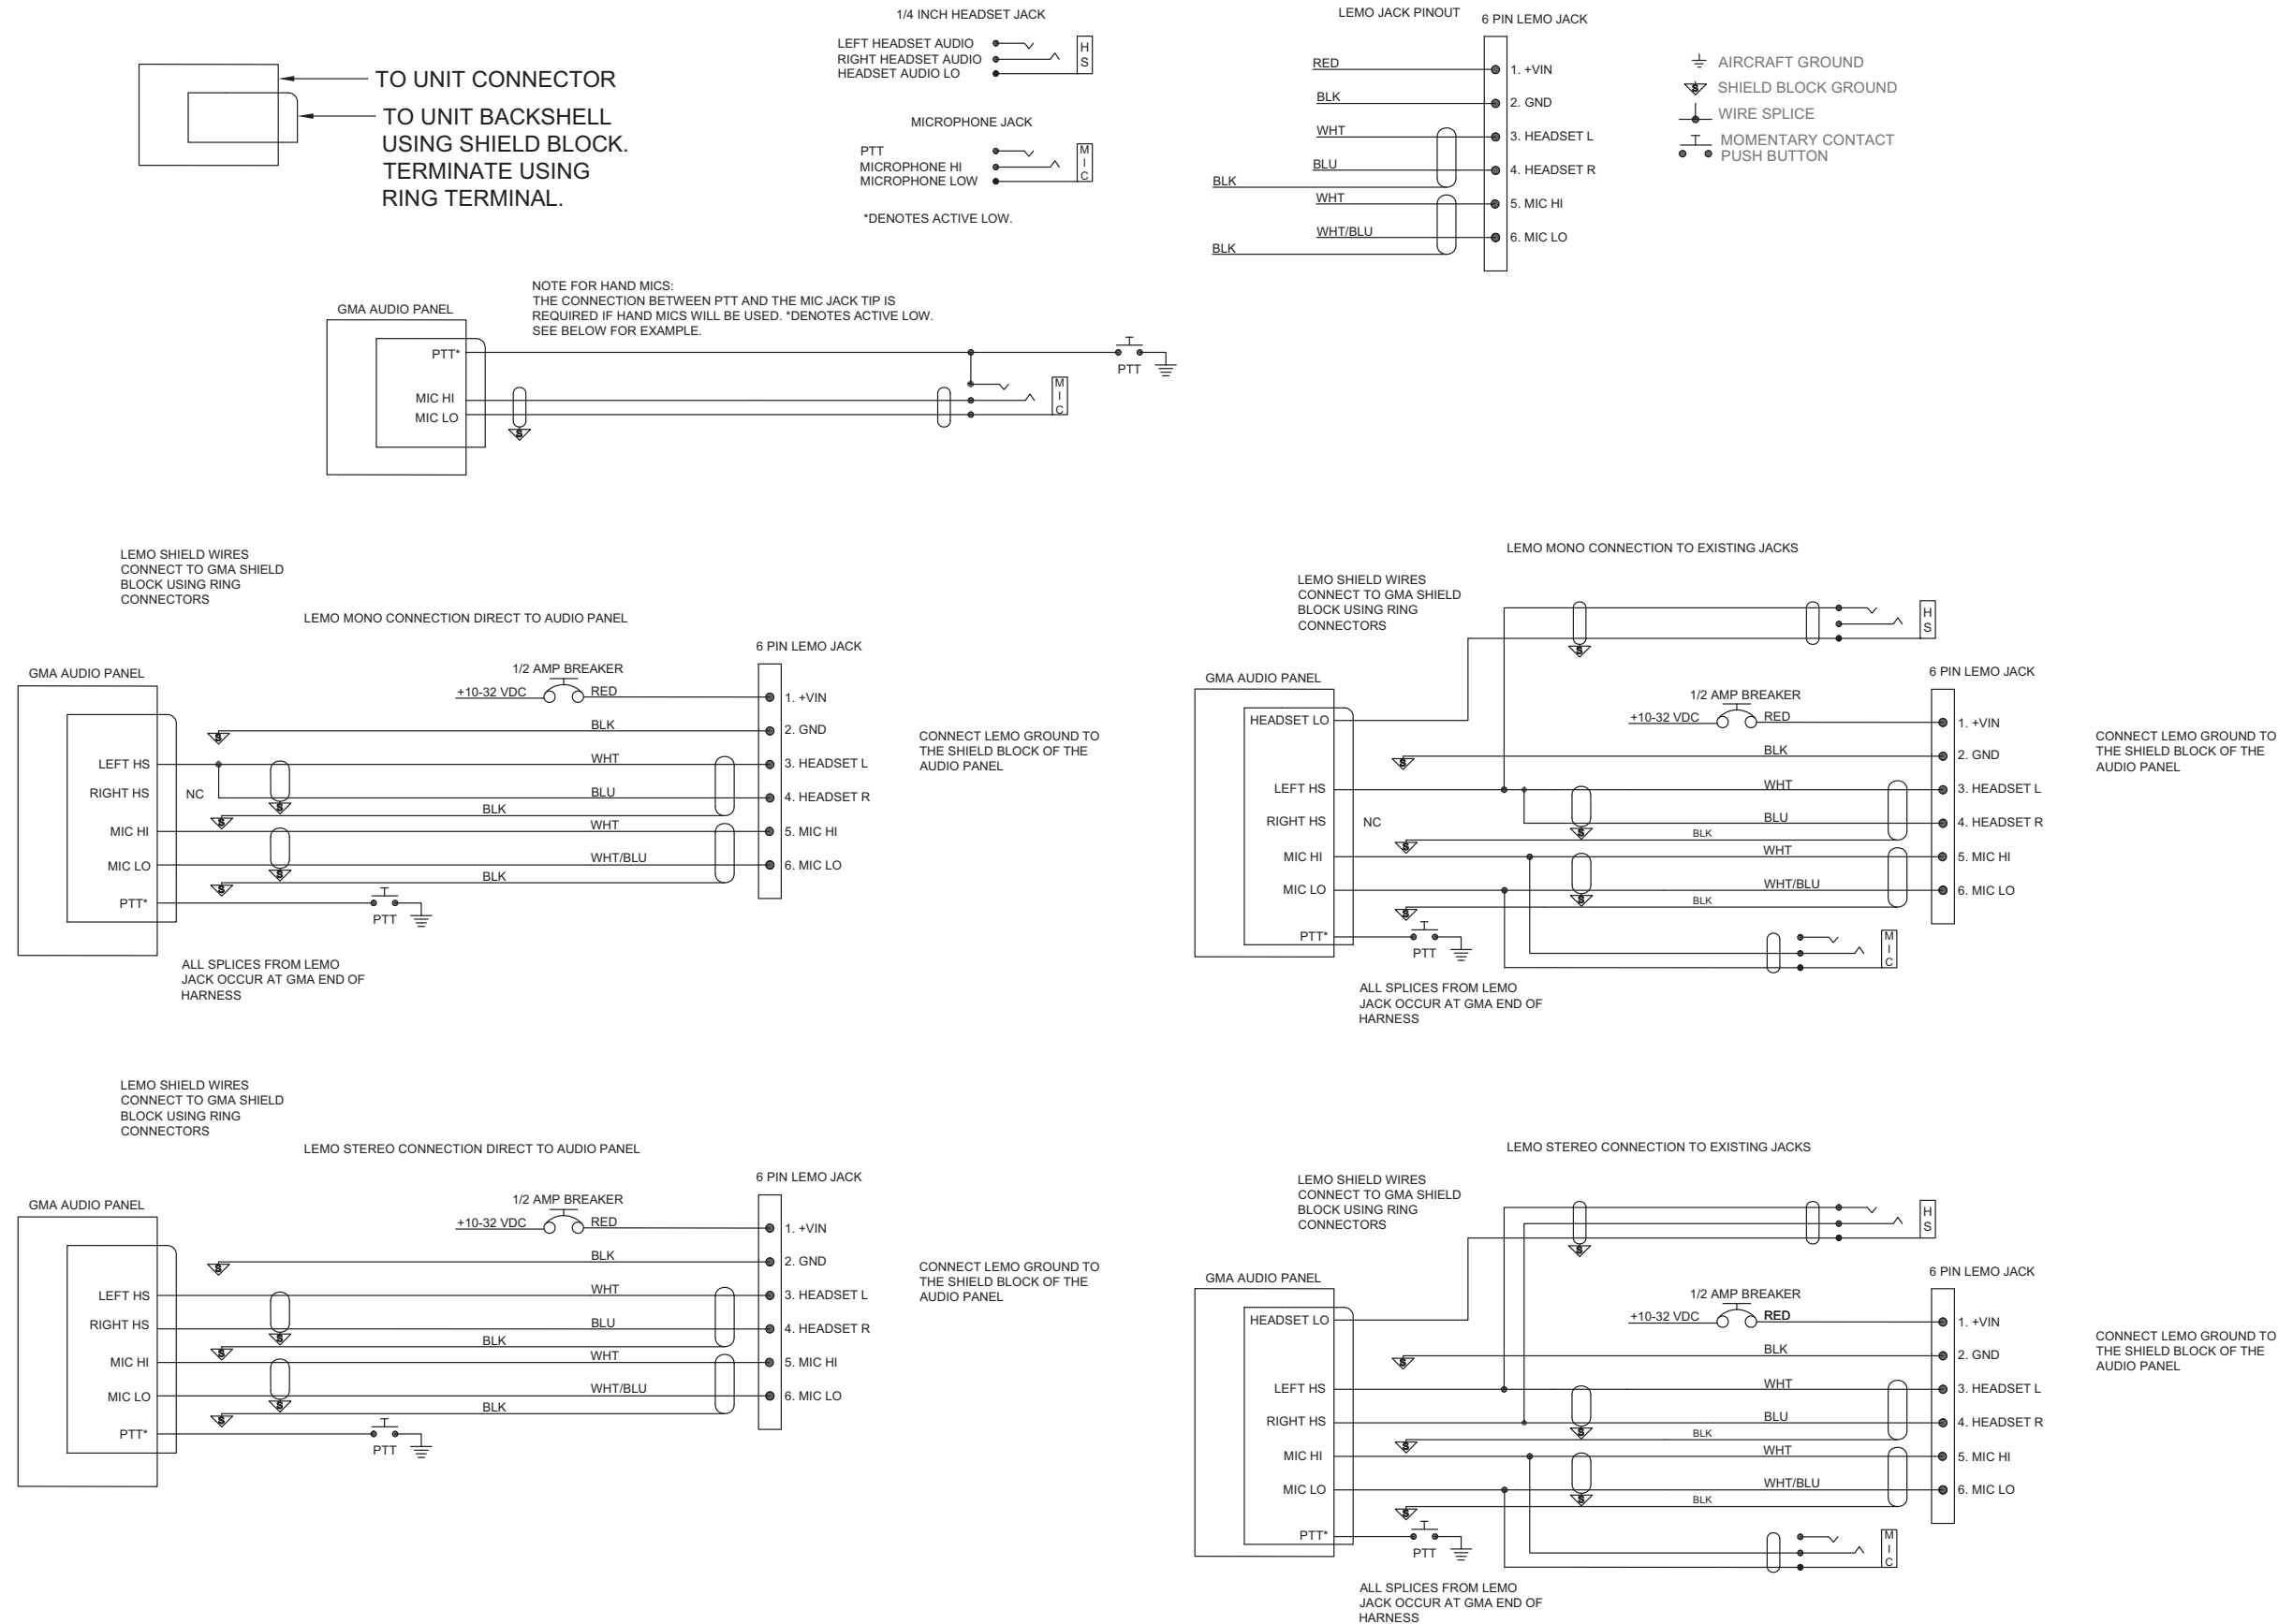 1/4 INCH HEADSET JACK
LEFT HEADSET AUDIO
RIGHT HEADSET AUDIO
HEADSET AUDIO LO
H
S
TO UNIT CONNECTOR
TO UNIT BACKSHELL
USING SHIELD BLOCK.
TERMINATE USING
RING TERMINAL.
MICROPHONE JACK
PTT
MICROPHONE HI
MICROPHONE LOW
M
I
C
*DENOTES ACTIVE LOW.
LEMO JACK PINOUT
6 PIN LEMO JACK
RED
1. +VIN
BLK
2. GND
WHT
3. HEADSET L
BLU
4. HEADSET R
BLK
WHT
5. MIC HI
WHT/BLU
6. MIC LO
BLK
AIRCRAFT GROUND
S
SHIELD BLOCK GROUND
WIRE SPLICE
MOMENTARY CONTACT
PUSH BUTTON
NOTE FOR HAND MICS:
THE CONNECTION BETWEEN PTT AND THE MIC JACK TIP IS
REQUIRED IF HAND MICS WILL BE USED. *DENOTES ACTIVE LOW.
SEE BELOW FOR EXAMPLE.
GMA AUDIO PANEL
PTT*
PTT
MIC HI
MIC LO
S
M
I
C
LEMO SHIELD WIRES
CONNECT TO GMA SHIELD
BLOCK USING RING
CONNECTORS
LEMO MONO CONNECTION DIRECT TO AUDIO PANEL
6 PIN LEMO JACK
GMA AUDIO PANEL
1/2 AMP BREAKER
+10-32 VDC
RED
1. +VIN
S
BLK
2. GND
CONNECT LEMO GROUND TO
THE SHIELD BLOCK OF THE
AUDIO PANEL
LEFT HS
WHT
3. HEADSET L
RIGHT HS
NC
BLU
4. HEADSET R
S
BLK
S
MIC HI
WHT
5. MIC HI
MIC LO
WHT/BLU
6. MIC LO
S
BLK
S
PTT*
PTT
ALL SPLICES FROM LEMO
JACK OCCUR AT GMA END OF
HARNESS
LEMO MONO CONNECTION TO EXISTING JACKS
LEMO SHIELD WIRES
CONNECT TO GMA SHIELD
BLOCK USING RING
CONNECTORS
H
S
S
6 PIN LEMO JACK
GMA AUDIO PANEL
1/2 AMP BREAKER
HEADSET LO
+10-32 VDC
RED
1. +VIN
S
BLK
2. GND
CONNECT LEMO GROUND TO
THE SHIELD BLOCK OF THE
AUDIO PANEL
LEFT HS
WHT
3. HEADSET L
RIGHT HS
NC
BLU
4. HEADSET R
S
BLK
S
MIC HI
WHT
5. MIC HI
MIC LO
WHT/BLU
6. MIC LO
S
BLK
S
PTT*
PTT
M
I
C
ALL SPLICES FROM LEMO
JACK OCCUR AT GMA END OF
HARNESS
LEMO SHIELD WIRES
CONNECT TO GMA SHIELD
BLOCK USING RING
CONNECTORS
LEMO STEREO CONNECTION DIRECT TO AUDIO PANEL
6 PIN LEMO JACK
GMA AUDIO PANEL
1/2 AMP BREAKER
+10-32 VDC
RED
1. +VIN
S
BLK
2. GND
CONNECT LEMO GROUND TO
THE SHIELD BLOCK OF THE
AUDIO PANEL
LEFT HS
WHT
3. HEADSET L
RIGHT HS
BLU
4. HEADSET R
S
BLK
S
MIC HI
WHT
5. MIC HI
MIC LO
WHT/BLU
6. MIC LO
S
BLK
S
PTT*
PTT
LEMO STEREO CONNECTION TO EXISTING JACKS
LEMO SHIELD WIRES
CONNECT TO GMA SHIELD
BLOCK USING RING
CONNECTORS
H
S
S
6 PIN LEMO JACK
GMA AUDIO PANEL
1/2 AMP BREAKER
HEADSET LO
+10-32 VDC
RED
1. +VIN
S
BLK
2. GND
CONNECT LEMO GROUND TO
THE SHIELD BLOCK OF THE
AUDIO PANEL
LEFT HS
WHT
3. HEADSET L
RIGHT HS
BLU
4. HEADSET R
S
BLK
S
MIC HI
WHT
5. MIC HI
MIC LO
WHT/BLU
6. MIC LO
S
BLK
S
PTT*
PTT
M
I
C
ALL SPLICES FROM LEMO
JACK OCCUR AT GMA END OF
HARNESS